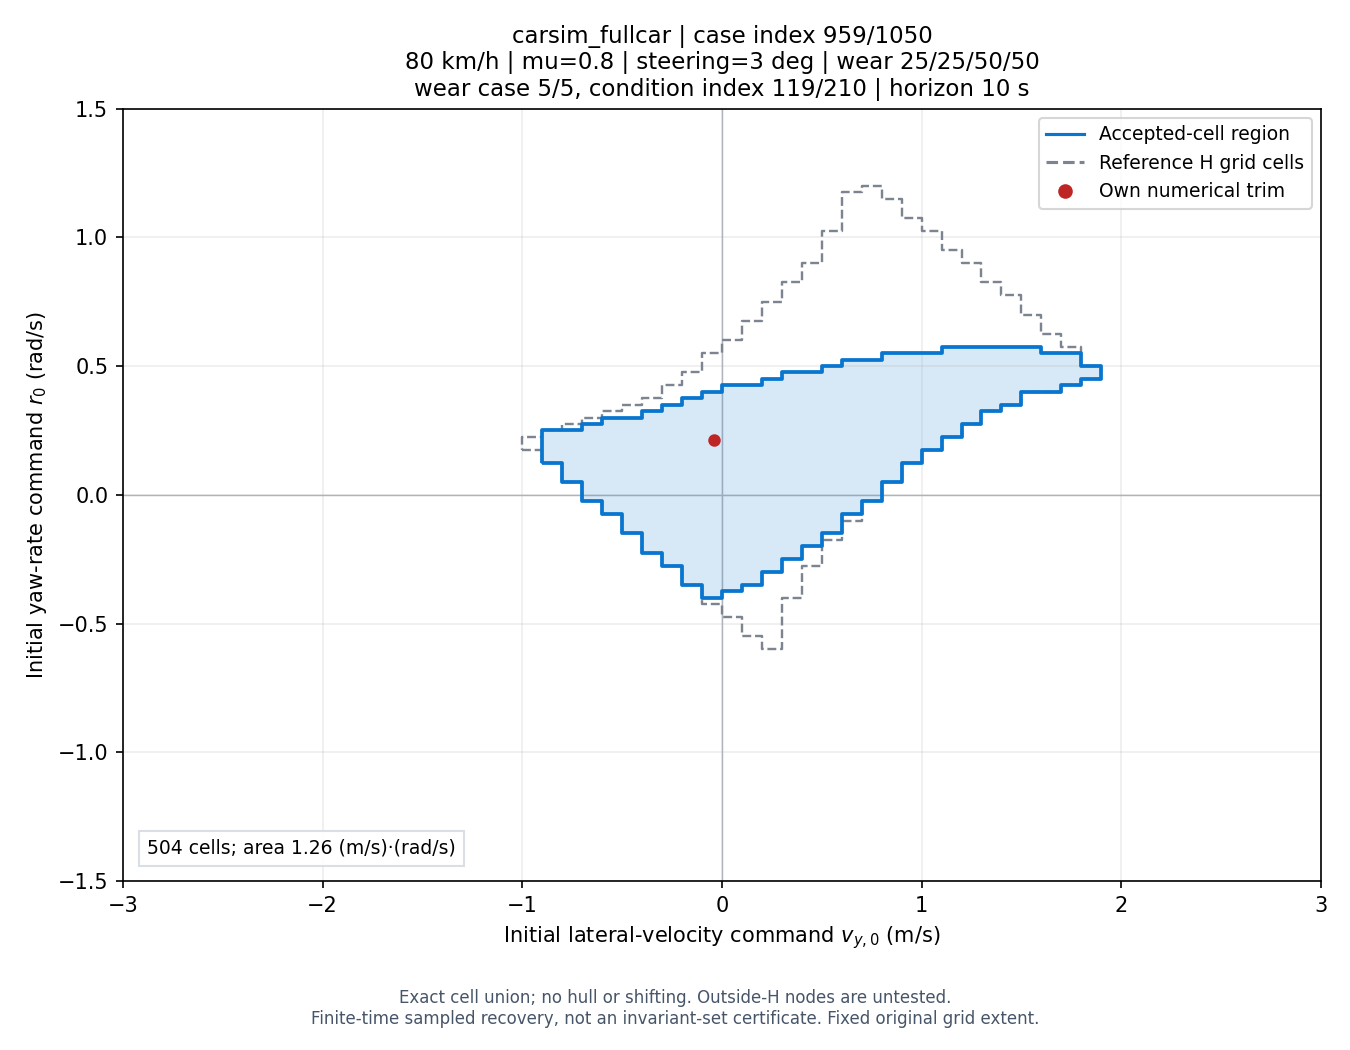 carsim_fullcar | case index 959/1050
80 km/h | mu=0.8 | steering=3 deg | wear 25/25/50/50
wear case 5/5, condition index 119/210 | horizon 10 s
Accepted-cell region
Reference H grid cells
Own numerical trim
1.5
1.0
0.5
0.0
−0.5
−1.0
−1.5
Initial yaw-rate command r₀ (rad/s)
504 cells; area 1.26 (m/s)·(rad/s)
−3
−2
−1
0
1
2
3
Initial lateral-velocity command v_{y,0} (m/s)
Exact cell union; no hull or shifting. Outside-H nodes are untested.
Finite-time sampled recovery, not an invariant-set certificate. Fixed original grid extent.